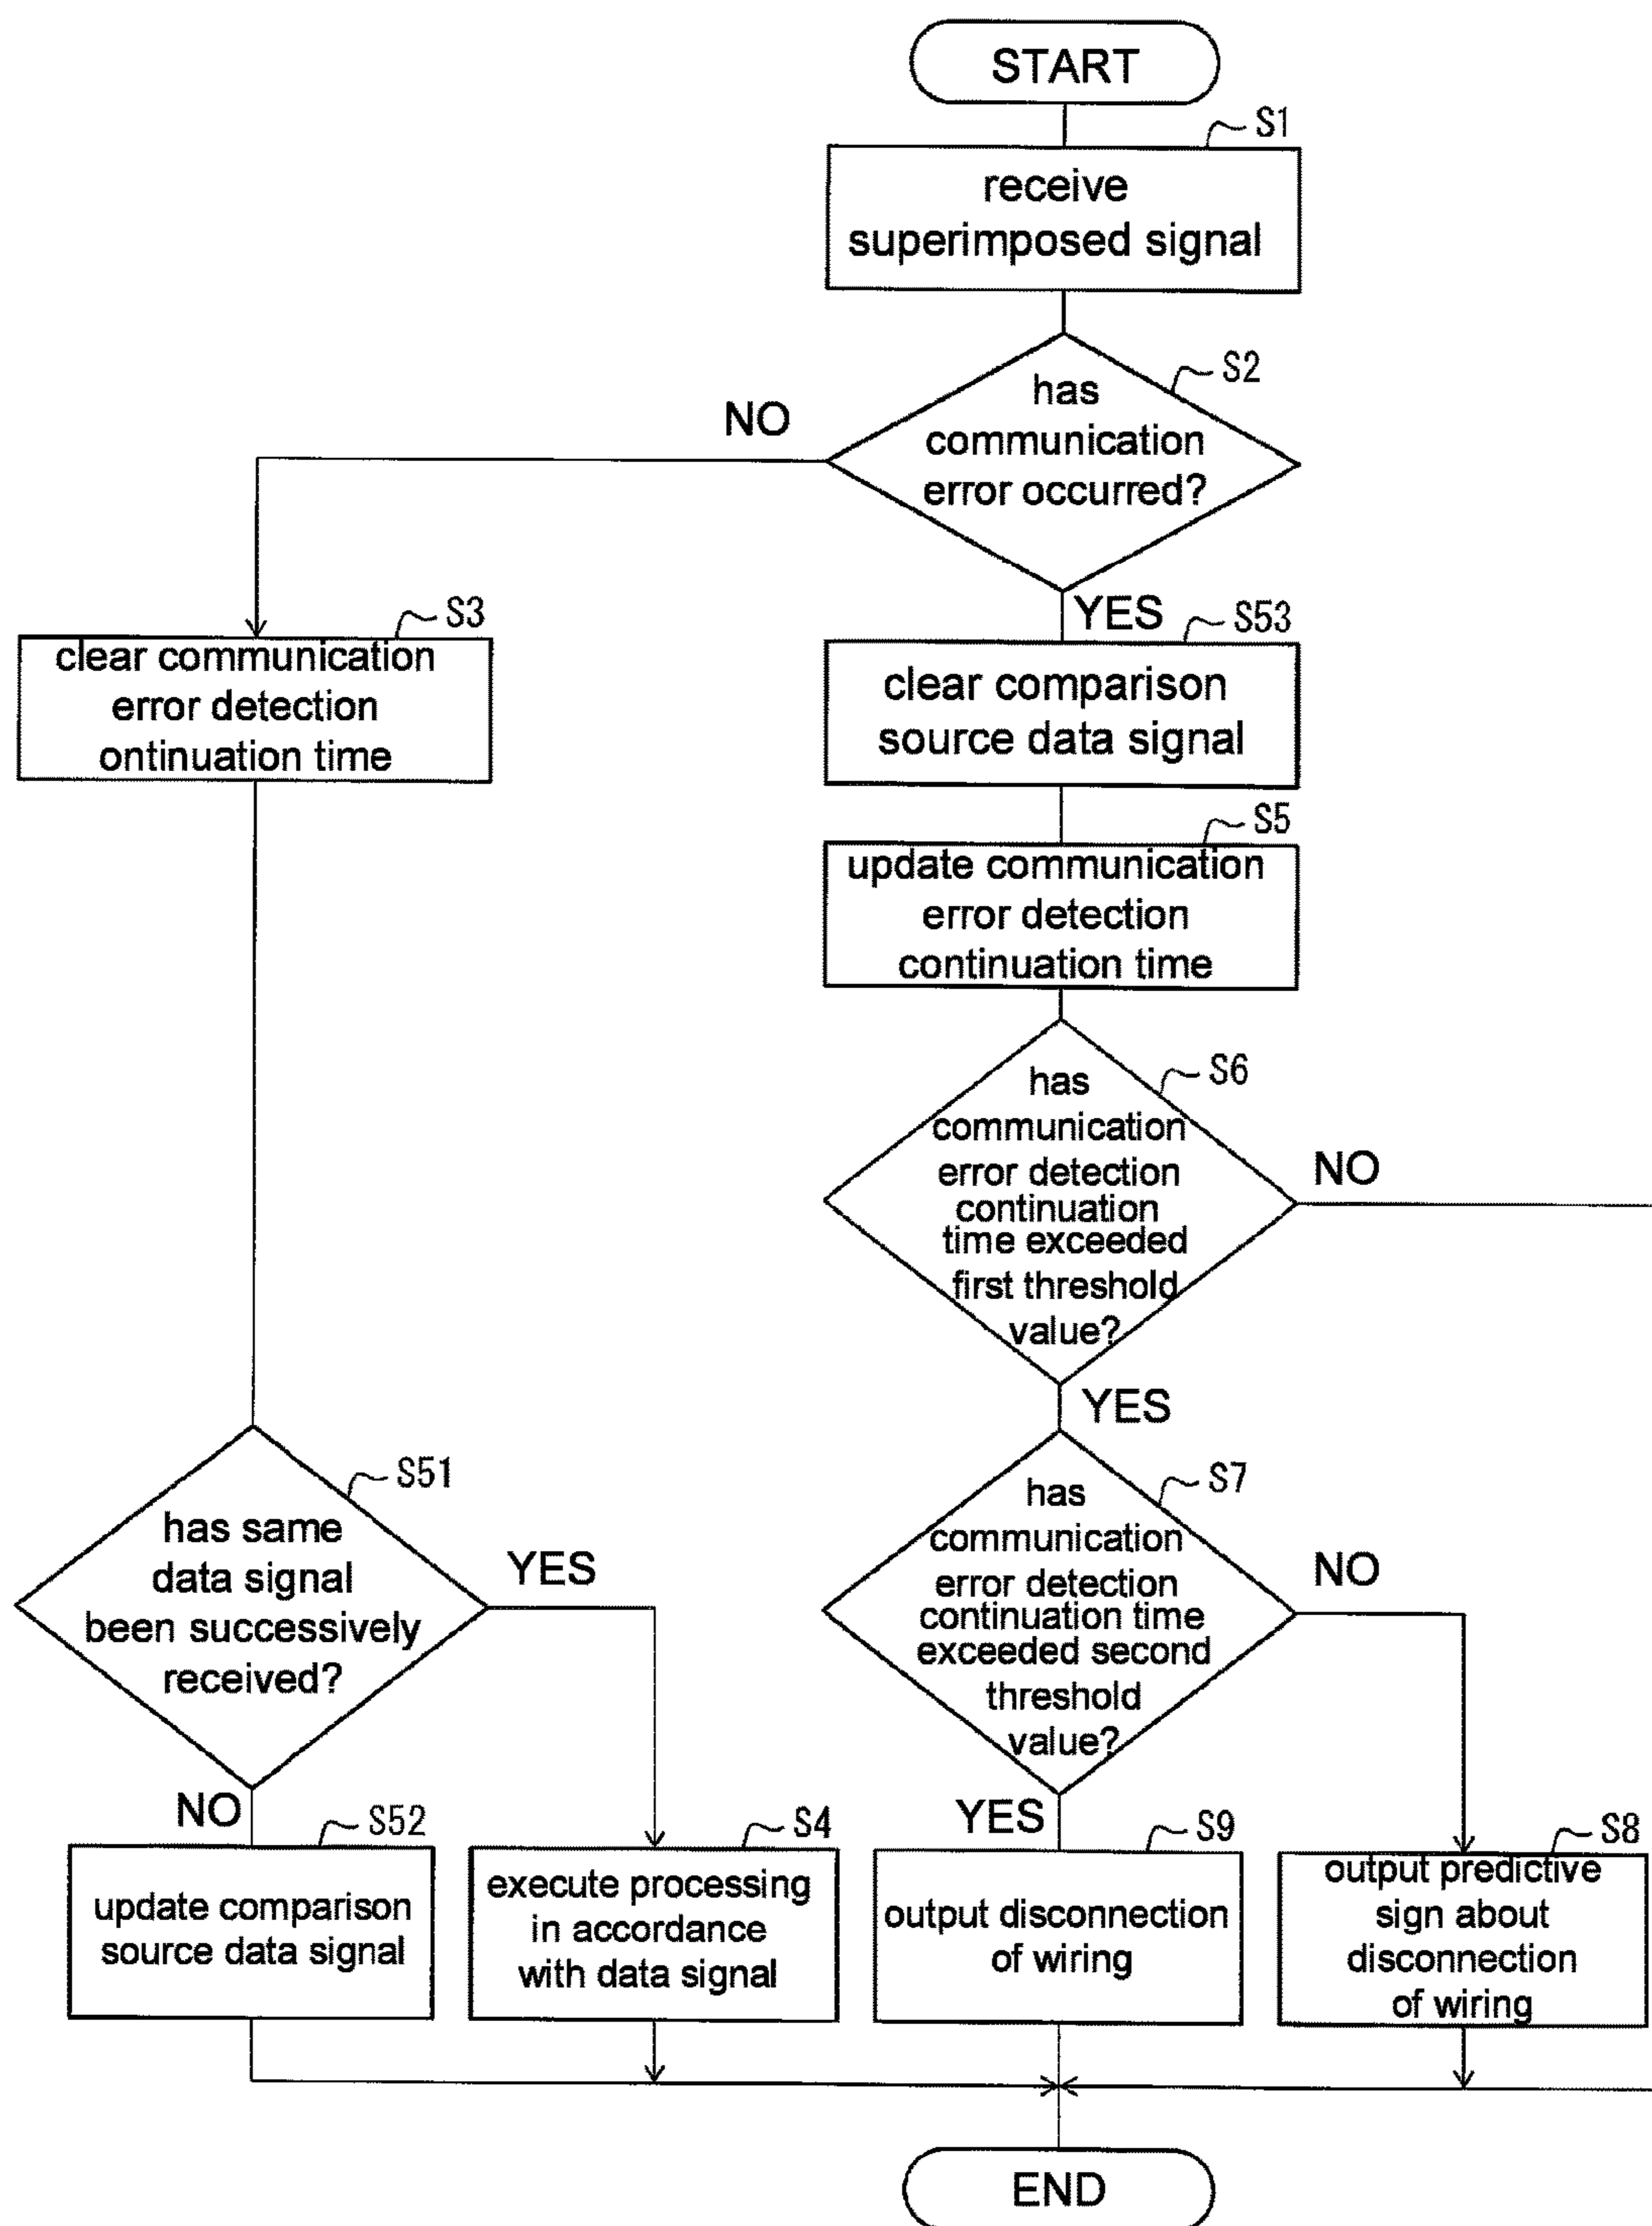 START
S1
receive
superimposed signal
S2
has
communication
error occurred?
NO
YES
S3
clear communication
error detection
ontinuation time
S53
clear comparison
source data signal
S5
update communication
error detection
continuation time
S6
has
communication
error detection
continuation
time exceeded
first threshold
value?
NO
YES
S51
has same
data signal
been successively
received?
YES
NO
S7
has
communication
error detection
continuation time
exceeded second
threshold
value?
NO
YES
S52
update comparison
source data signal
S4
execute processing
in accordance
with data signal
S9
output disconnection
of wiring
S8
output predictive
sign about
disconnection
of wiring
END